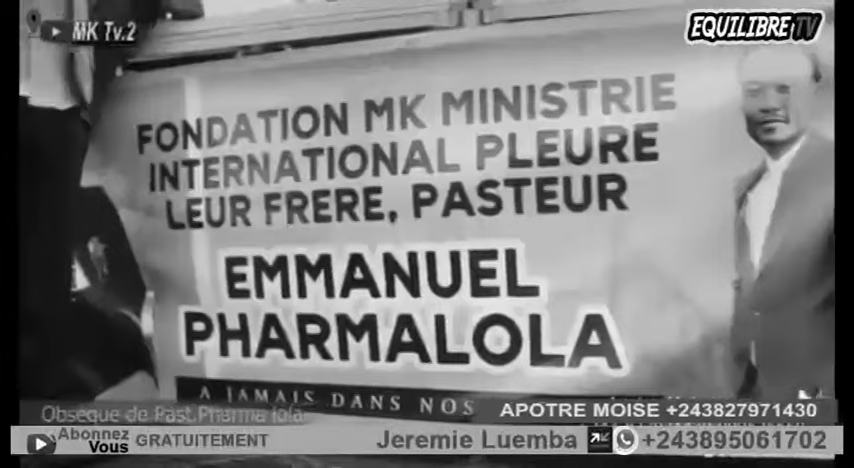 MK Tv.2
EQUILIBRE TV
FONDATION MK MINISTRIE
INTERNATIONAL PLEURE
LEUR FRERE, PASTEUR
EMMANUEL
PHARMALOLA
A JAMAIS DANS NOS
Obseque de Past.Pharma lola
APOTRE MOISE +243827971430
Abonnez
Vous GRATUITEMENT
Jeremie Luemba +243895061702